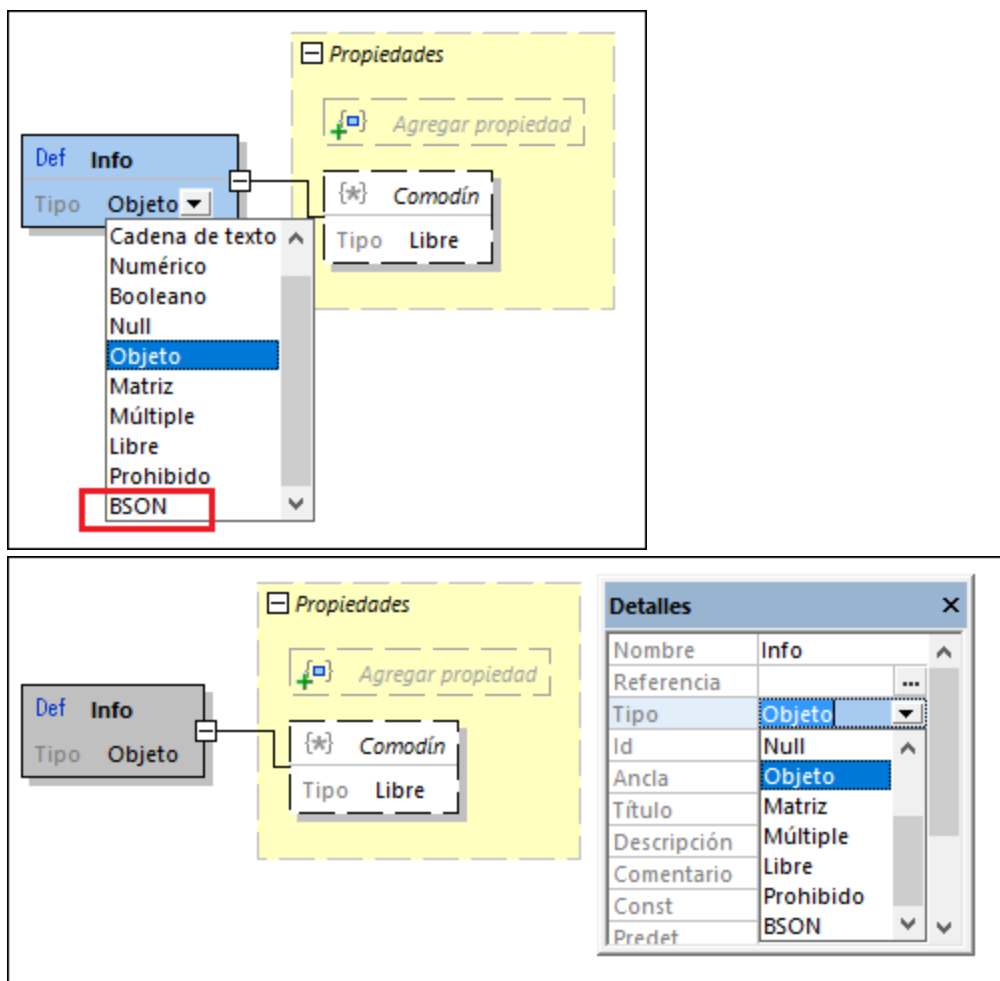 Propiedades
Agregar propiedad
Def Info
Tipo Objeto
{*} Comodín
Tipo Libre
Cadena de texto
Numérico
Booleano
Null
Objeto
Matriz
Múltiple
Libre
Prohibido
BSON
Propiedades
Agregar propiedad
Def Info
Tipo Objeto
{*} Comodín
Tipo Libre
Detalles
Nombre Info
Referencia ...
Tipo Objeto
Id
Ancla
Título
Descripción
Comentario
Const
Predet
Null
Objeto
Matriz
Múltiple
Libre
Prohibido
BSON